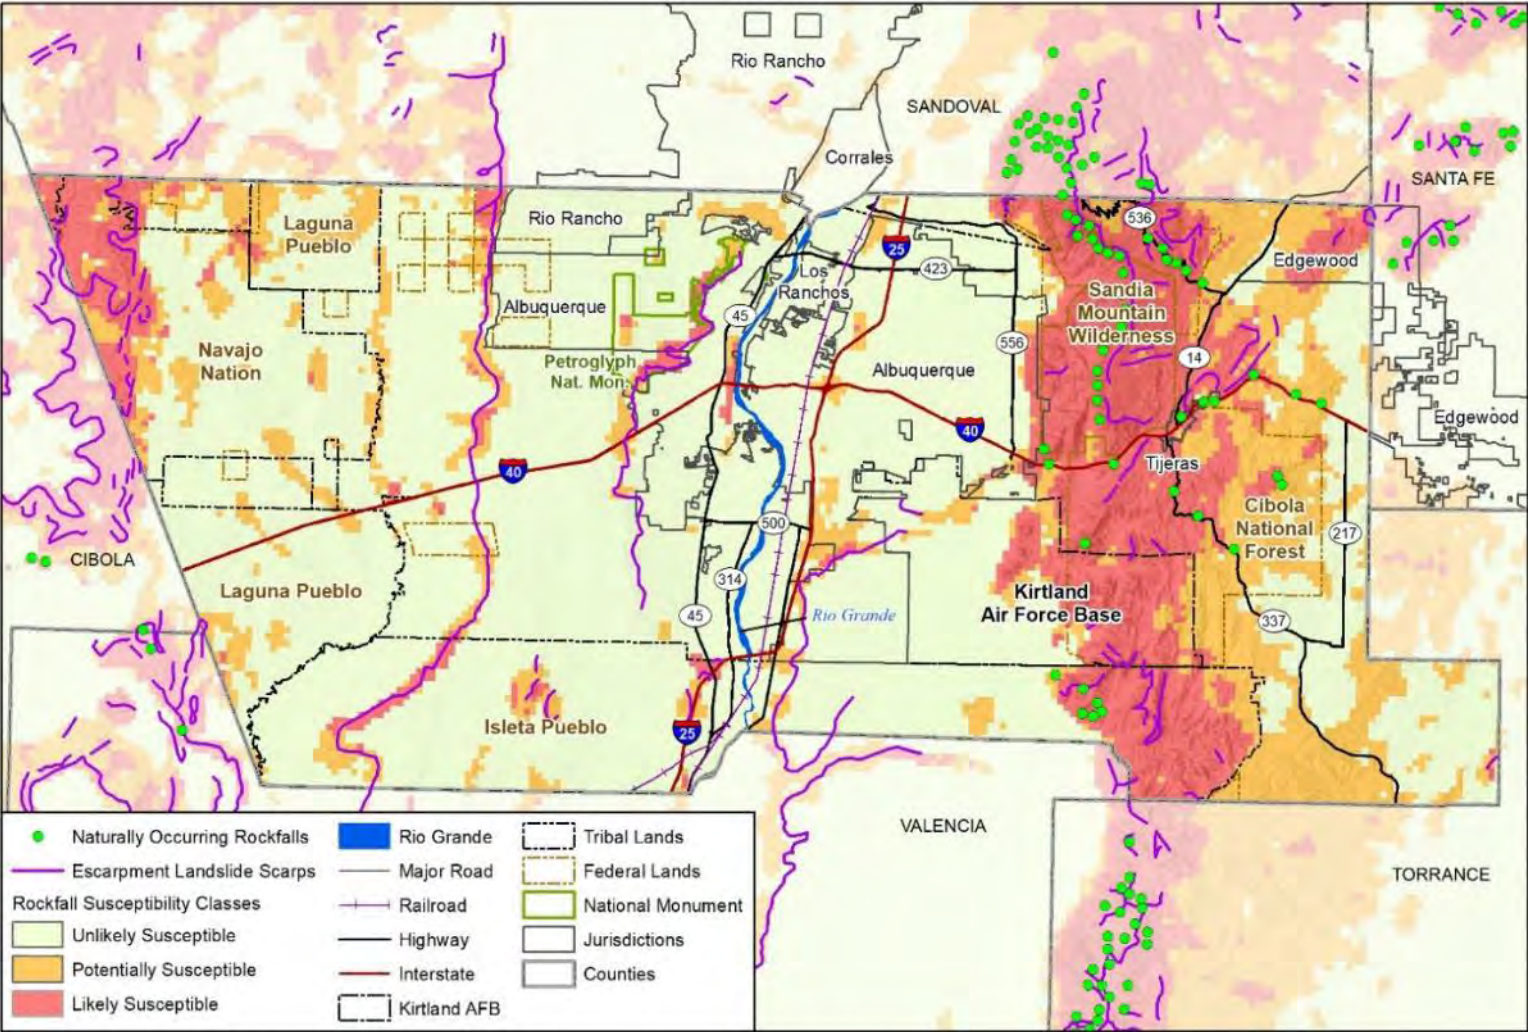 Rio Rancho
SANDOVAL
Corrales
SANTA FE
Laguna
Pueblo
Rio Rancho
536
25
423
Edgewood
Los
Ranchos
Sandia
Mountain
Wilderness
Albuquerque
45
556
Navajo
Nation
Petroglyph
Nat. Mon.
14
Albuquerque
Edgewood
40
40
Tijeras
Cibola
National
Forest
500
217
CIBOLA
314
Laguna Pueblo
Kirtland
Air Force Base
45
Rio Grande
337
Isleta Pueblo
25
VALENCIA
TORRANCE
Naturally Occurring Rockfalls
Escarpment Landslide Scarps
Rockfall Susceptibility Classes
Unlikely Susceptible
Potentially Susceptible
Likely Susceptible
Rio Grande
Major Road
Railroad
Highway
Interstate
Kirtland AFB
Tribal Lands
Federal Lands
National Monument
Jurisdictions
Counties